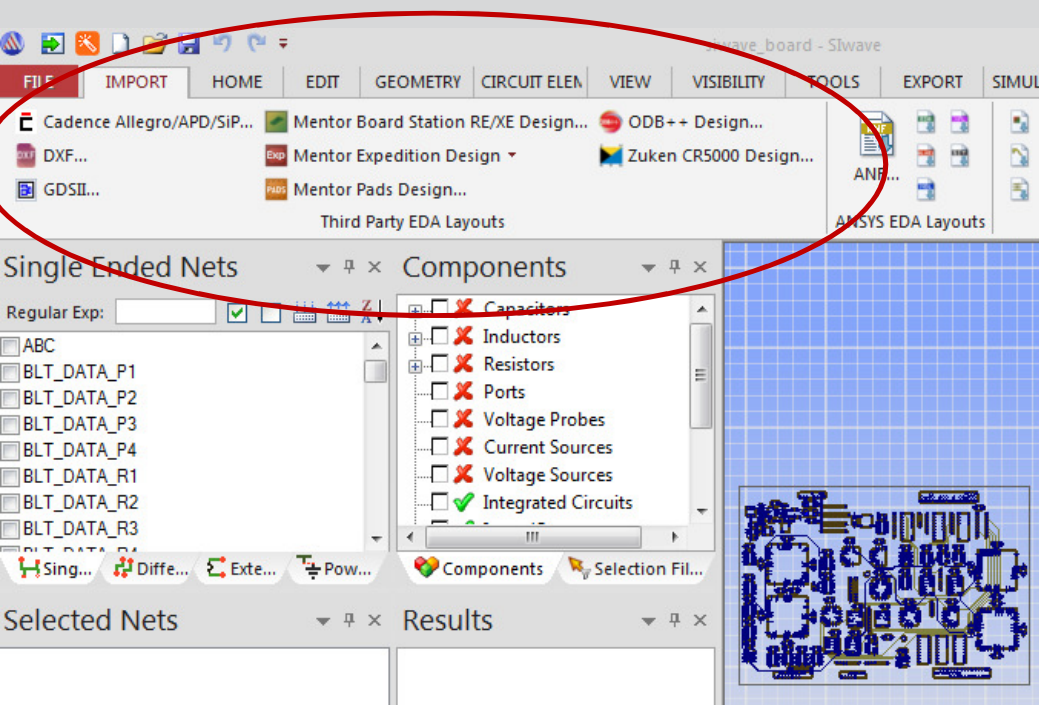 siwave_board - SIwave
FILE IMPORT HOME EDIT GEOMETRY CIRCUIT ELEM VIEW VISIBILITY TOOLS EXPORT SIMUL
Cadence Allegro/APD/SiP... Mentor Board Station RE/XE Design... ODB++ Design...
DXF... Exp Mentor Expedition Design Zuken CR5000 Design...
GDSII... PADS Mentor Pads Design... ANF...
Third Party EDA Layouts ANSYS EDA Layouts
Single Ended Nets Components
Regular Exp: Capacitors
ABC Inductors
BLT_DATA_P1 Resistors
BLT_DATA_P2 Ports
BLT_DATA_P3 Voltage Probes
BLT_DATA_P4 Current Sources
BLT_DATA_R1 Voltage Sources
BLT_DATA_R2 Integrated Circuits
BLT_DATA_R3
Sing... Diffe... Exte... Pow... Components Selection Fil...
Selected Nets Results